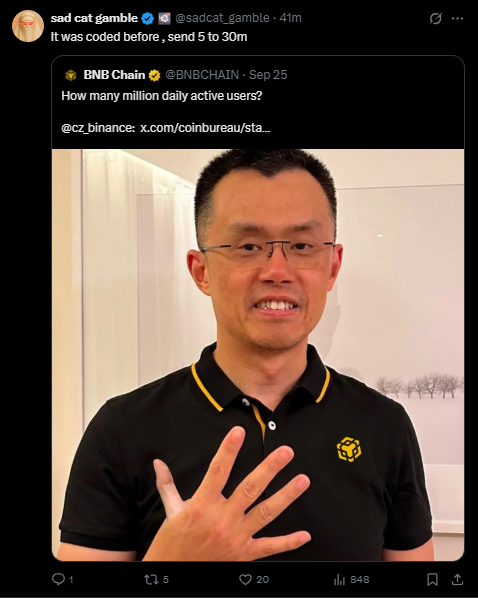 sad cat gamble @sadcat_gamble · 41m
It was coded before , send 5 to 30m
BNB Chain @BNBCHAIN · Sep 25
How many million daily active users?
@cz_binance: x.com/coinbureau/sta...
1 5 20 848